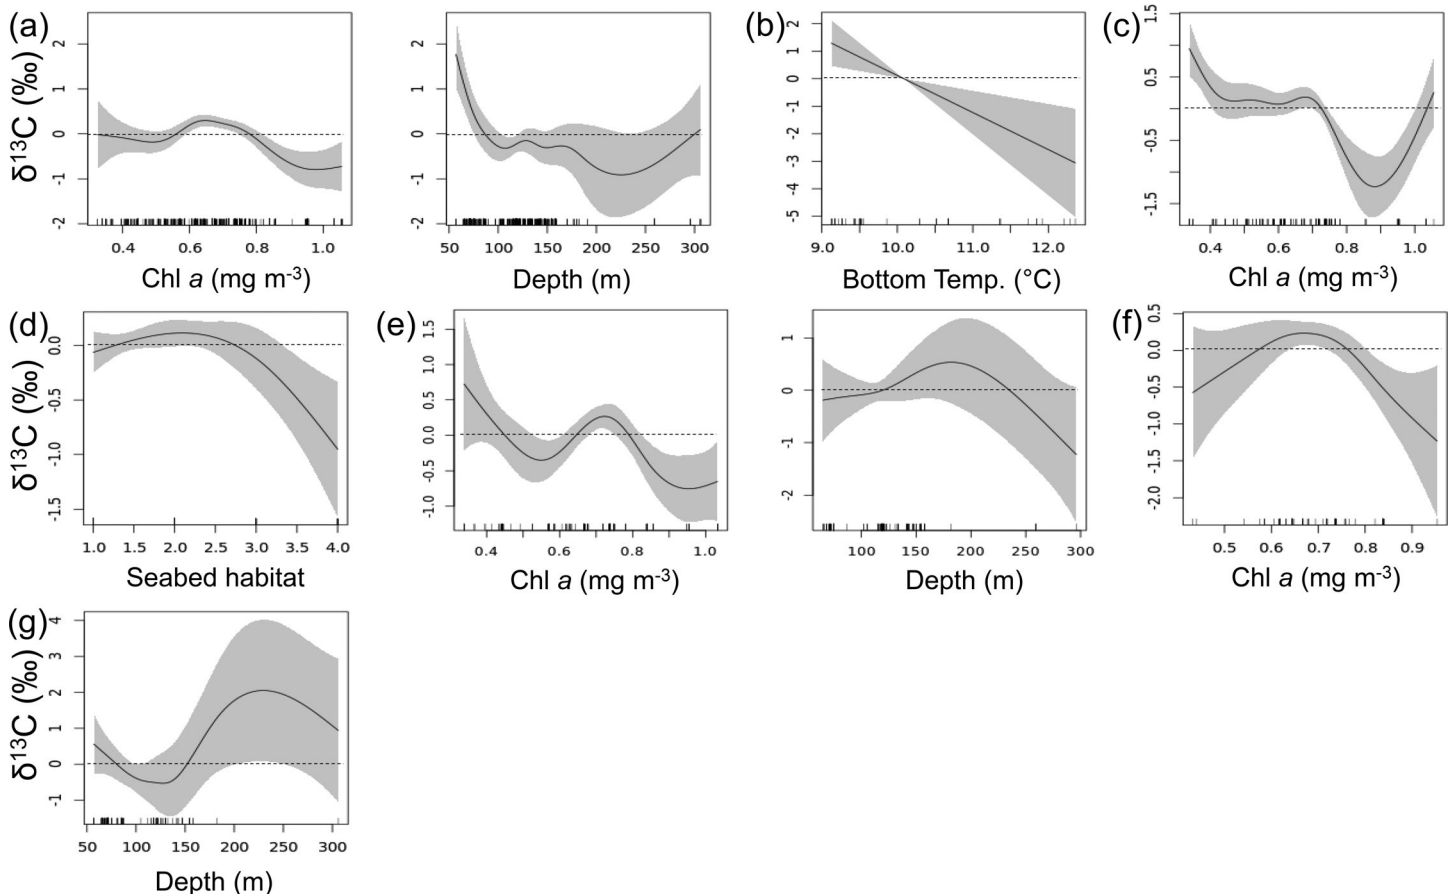 (a)
δ¹³C (‰)
2
1
0
-1
-2
0.4 0.6 0.8 1.0
Chl a (mg m⁻³)
2
1
0
-1
-2
50 100 150 200 250 300
Depth (m)
(b)
2
1
0
-1
-2
-3
-4
-5
9.0 10.0 11.0 12.0
Bottom Temp. (°C)
(c)
1.5
0.5
-0.5
-1.5
0.4 0.6 0.8 1.0
Chl a (mg m⁻³)
(d)
δ¹³C (‰)
0.0
-0.5
-1.0
-1.5
1.0 1.5 2.0 2.5 3.0 3.5 4.0
Seabed habitat
(e)
1.5
1.0
0.5
0.0
-0.5
-1.0
0.4 0.6 0.8 1.0
Chl a (mg m⁻³)
1
0
-1
-2
100 150 200 250 300
Depth (m)
(f)
0.5
0.0
-0.5
-1.0
-1.5
-2.0
0.5 0.6 0.7 0.8 0.9
Chl a (mg m⁻³)
(g)
δ¹³C (‰)
4
3
2
1
0
-1
50 100 150 200 250 300
Depth (m)